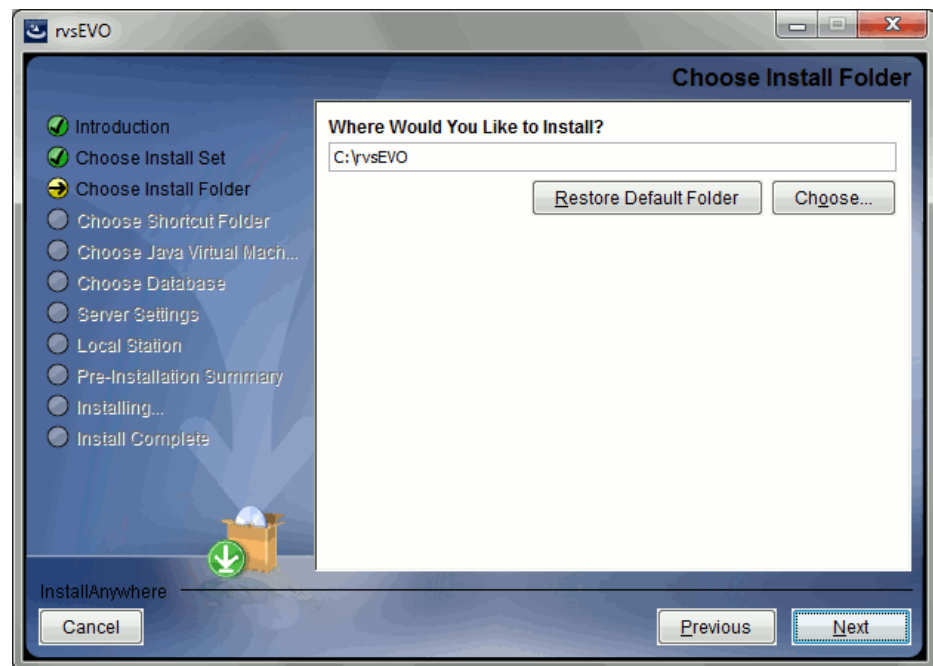 rvsEVO
Choose Install Folder
Introduction
Choose Install Set
Choose Install Folder
Choose Shortcut Folder
Choose Java Virtual Mach...
Choose Database
Server Settings
Local Station
Pre-Installation Summary
Installing...
Install Complete
Where Would You Like to Install?
C:\rvsEVO
Restore Default Folder
Choose...
InstallAnywhere
Cancel
Previous
Next